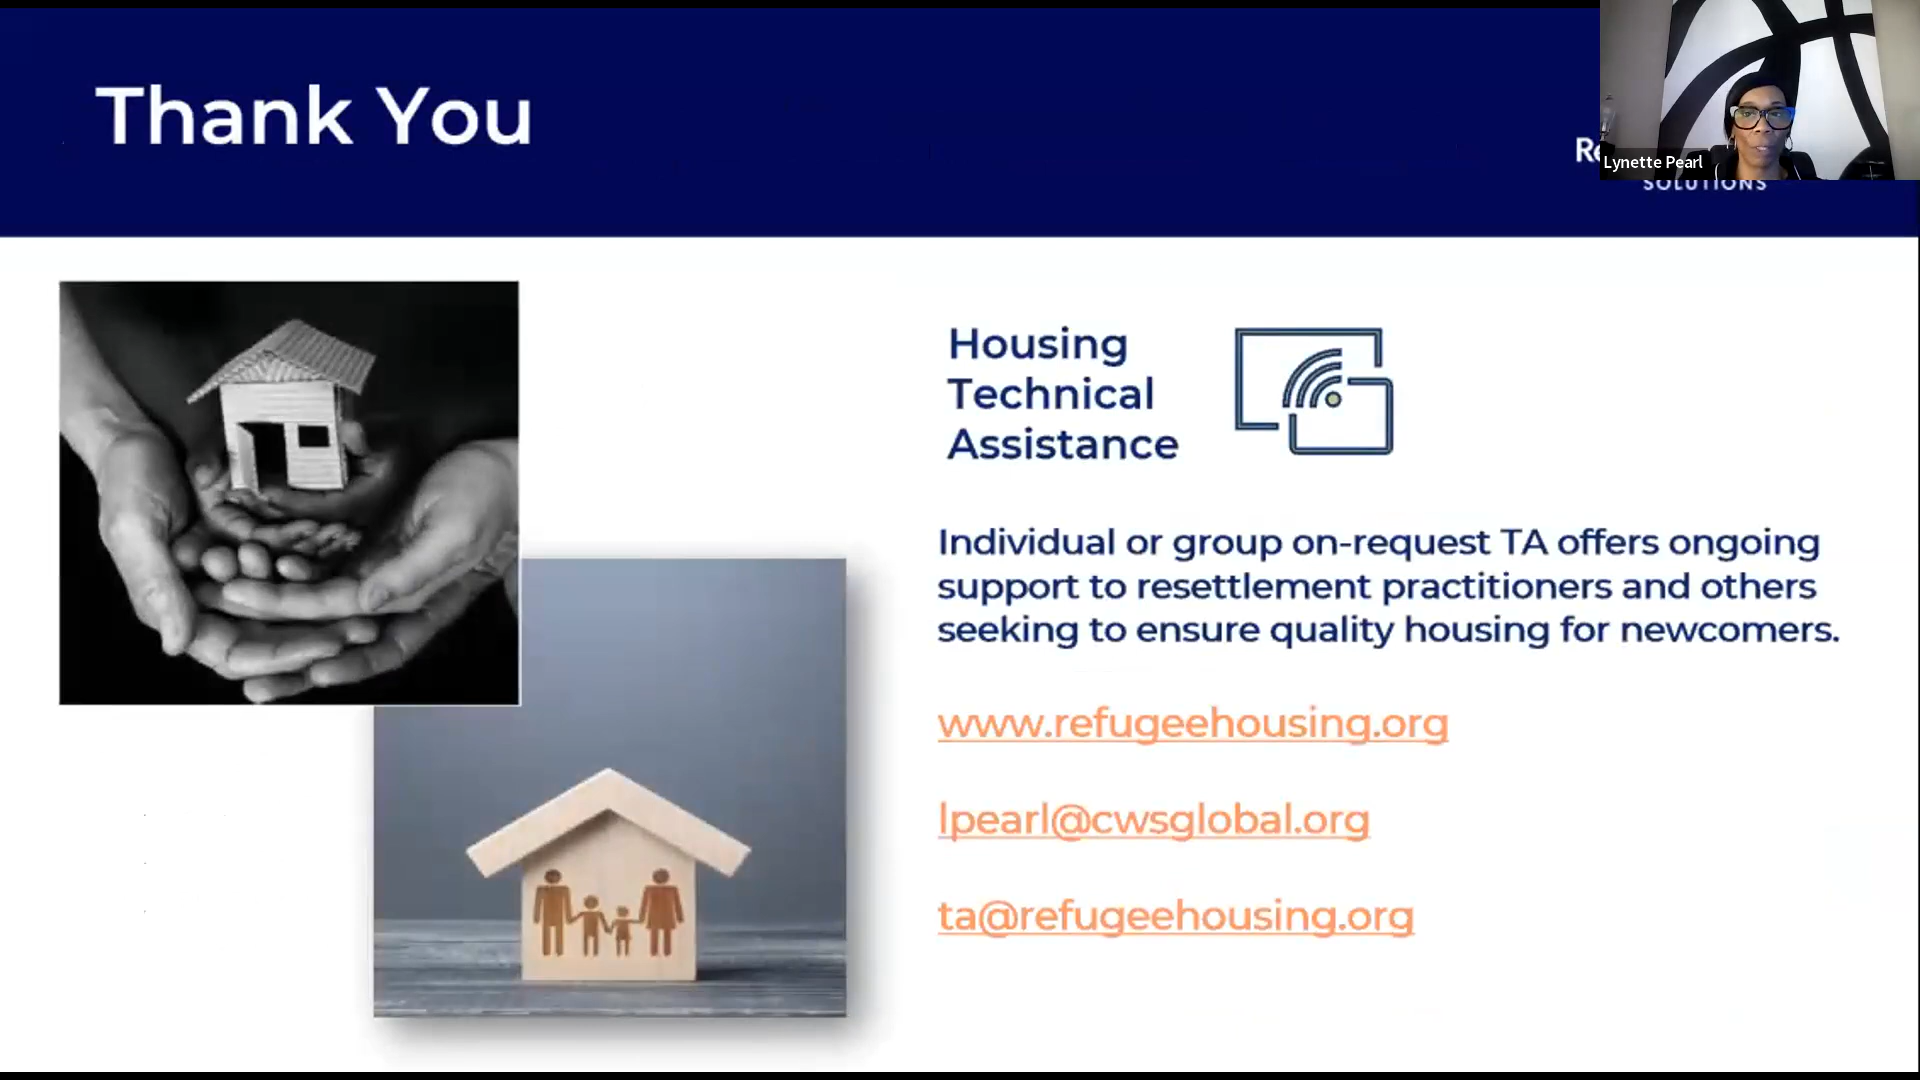 Thank You
SOLUTIONS
Lynette Pearl
Housing
Technical
Assistance
Individual or group on-request TA offers ongoing
support to resettlement practitioners and others
seeking to ensure quality housing for newcomers.
www.refugeehousing.org
lpearl@cwsglobal.org
ta@refugeehousing.org